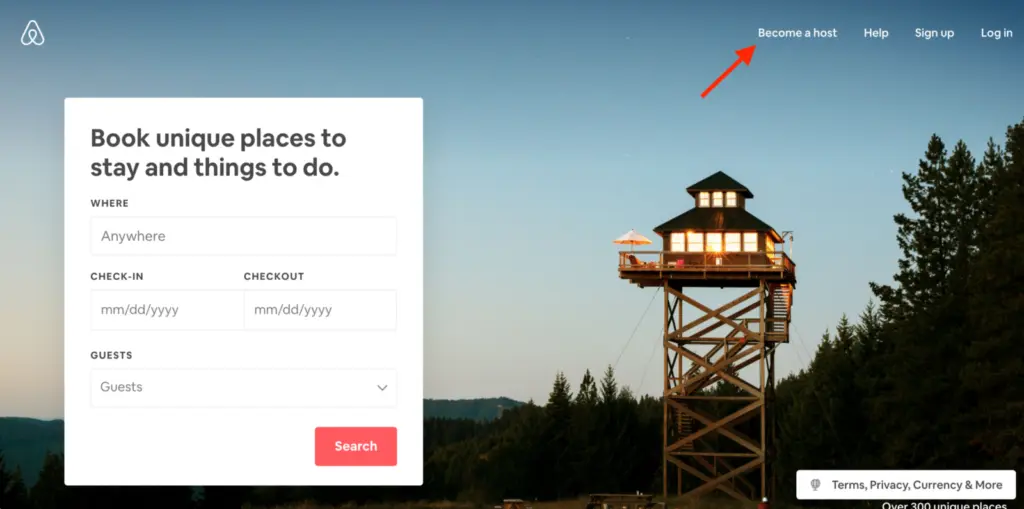 Become a host
Help
Sign up
Log in
Book unique places to
stay and things to do.
WHERE
Anywhere
CHECK-IN
CHECKOUT
mm/dd/yyyy
mm/dd/yyyy
GUESTS
Guests
Search
Terms, Privacy, Currency & More
Over 300 unique places